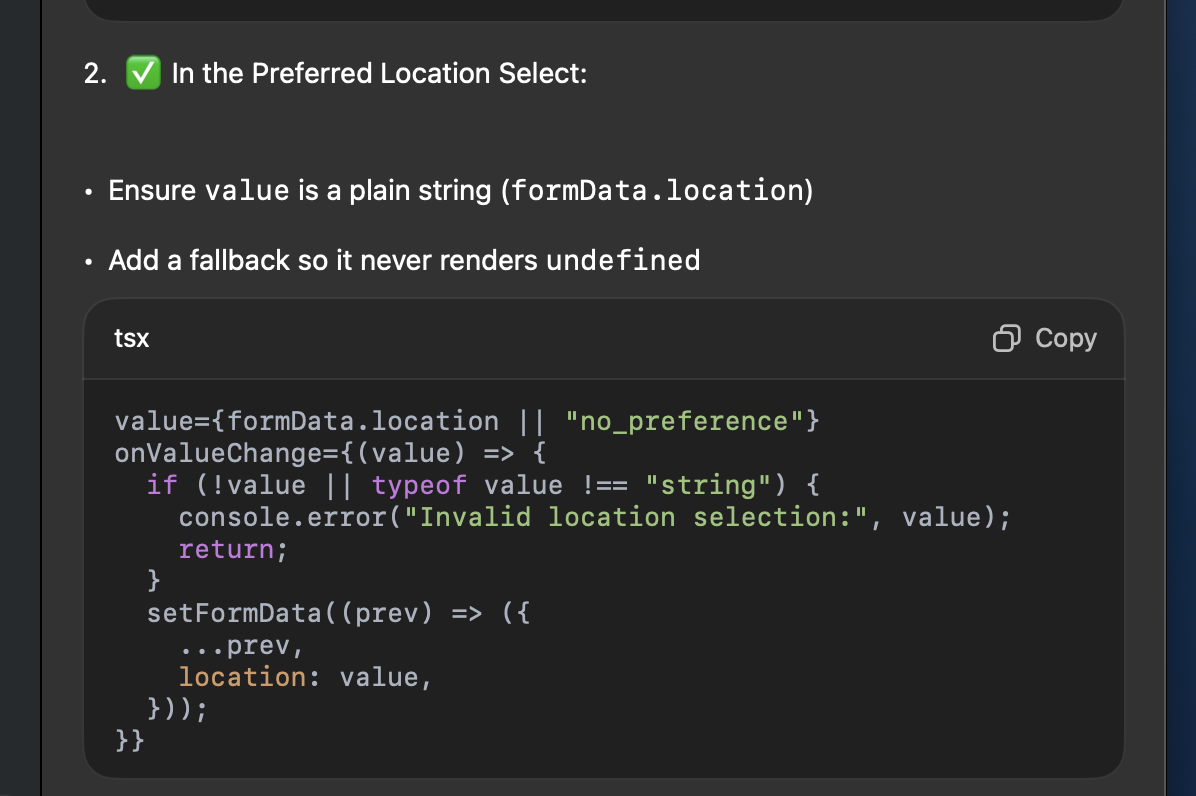 2. ✅ In the Preferred Location Select:
• Ensure value is a plain string (formData.location)
• Add a fallback so it never renders undefined
tsx
Copy
value={formData.location || "no_preference"}
onValueChange={(value) => {
  if (!value || typeof value !== "string") {
    console.error("Invalid location selection:", value);
    return;
  }
  setFormData((prev) => ({
    ...prev,
    location: value,
  }));
}}